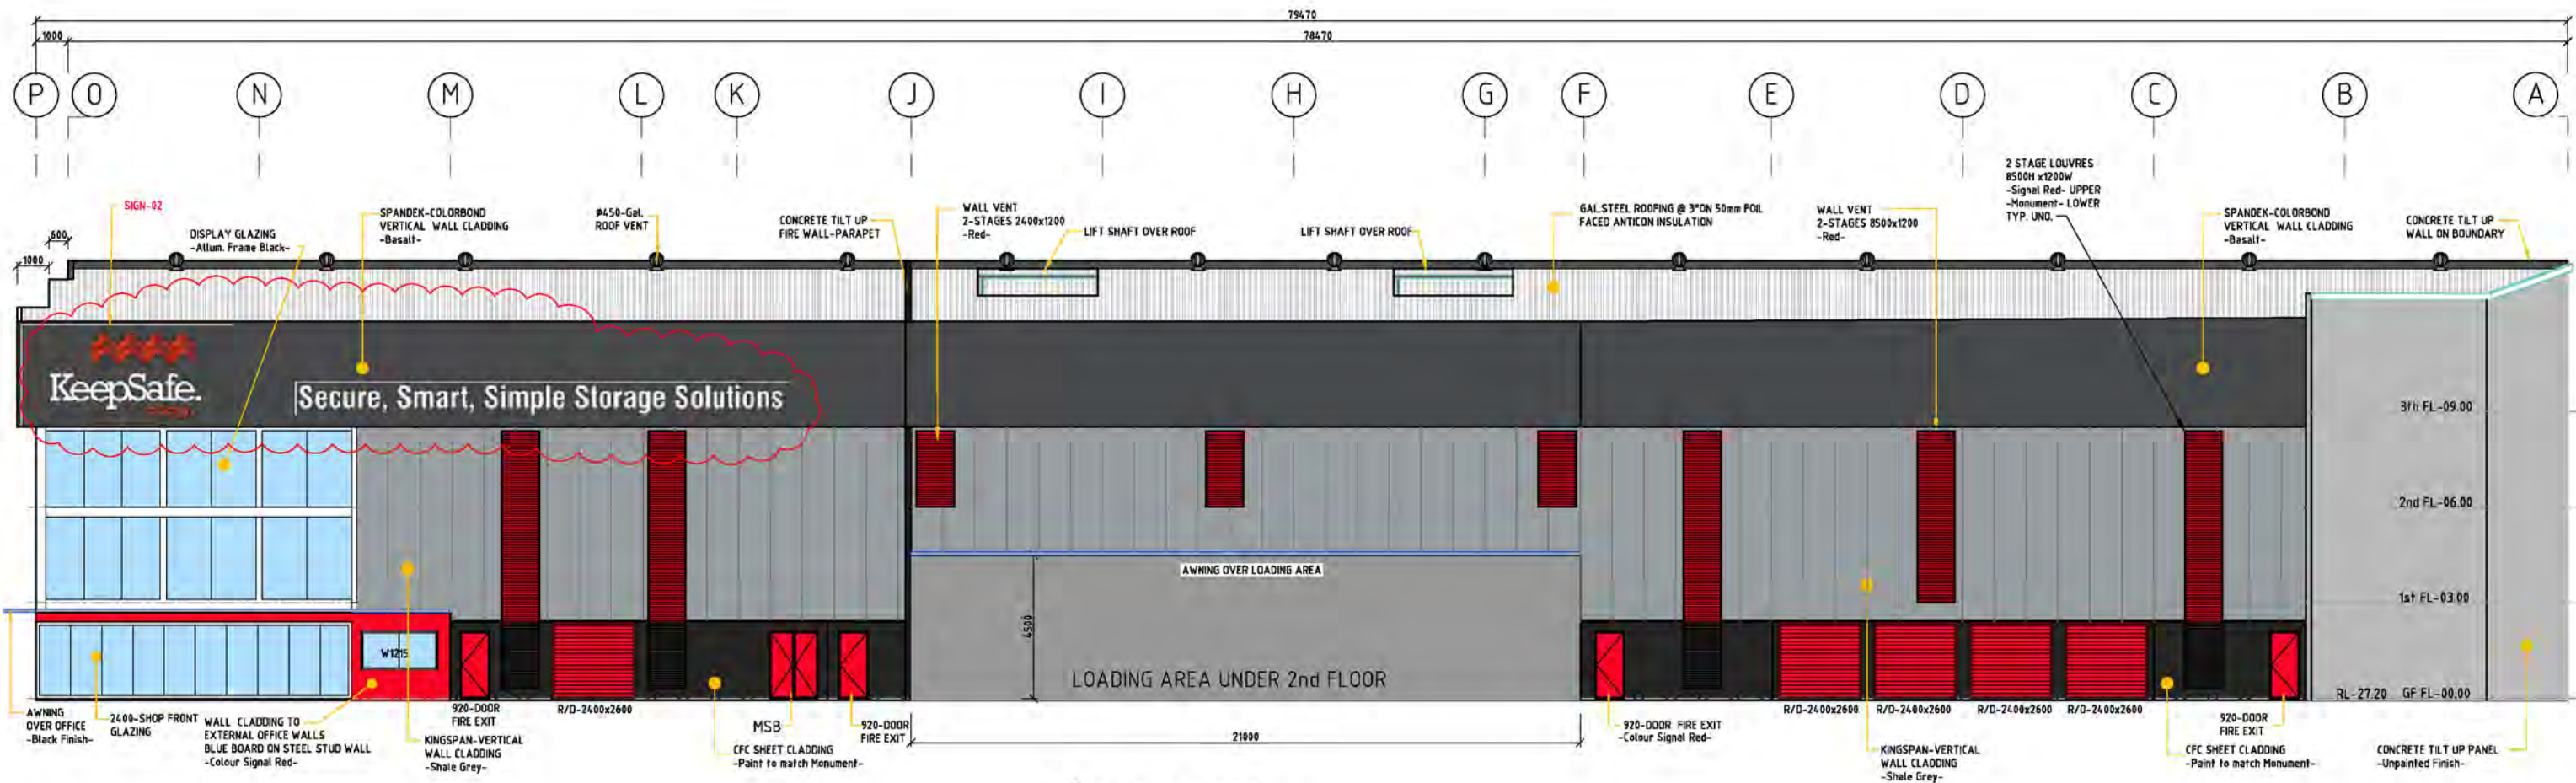 79470
1000
78470
P
O
N
M
L
K
J
I
H
G
F
E
D
C
B
A
SIGN-02
600
1000
DISPLAY GLAZING
-Allum. Frame Black-
SPANDEK-COLORBOND
VERTICAL WALL CLADDING
-Basalt-
ø450-Gal.
ROOF VENT
CONCRETE TILT UP
FIRE WALL-PARAPET
WALL VENT
2-STAGES 2400x1200
-Red-
LIFT SHAFT OVER ROOF
LIFT SHAFT OVER ROOF
GAL.STEEL ROOFING @ 3°ON 50mm FOIL
FACED ANTICON INSULATION
WALL VENT
2-STAGES 8500x1200
-Red-
2 STAGE LOUVRES
8500H x1200W
-Signal Red- UPPER
-Monument- LOWER
TYP. UNO.
SPANDEK-COLORBOND
VERTICAL WALL CLADDING
-Basalt-
CONCRETE TILT UP
WALL ON BOUNDARY
KeepSafe.
Secure, Smart, Simple Storage Solutions
3th FL-09.00
2nd FL-06.00
1st FL-03.00
RL-27.20 GF FL-00.00
AWNING OVER LOADING AREA
4500
LOADING AREA UNDER 2nd FLOOR
21000
W1215
AWNING
OVER OFFICE
-Black Finish-
2400-SHOP FRONT
GLAZING
WALL CLADDING TO
EXTERNAL OFFICE WALLS
BLUE BOARD ON STEEL STUD WALL
-Colour Signal Red-
KINGSPAN-VERTICAL
WALL CLADDING
-Shale Grey-
920-DOOR
FIRE EXIT
R/D-2400x2600
MSB
CFC SHEET CLADDING
-Paint to match Monument-
920-DOOR
FIRE EXIT
920-DOOR FIRE EXIT
-Colour Signal Red-
R/D-2400x2600
R/D-2400x2600
R/D-2400x2600
R/D-2400x2600
KINGSPAN-VERTICAL
WALL CLADDING
-Shale Grey-
920-DOOR
FIRE EXIT
CFC SHEET CLADDING
-Paint to match Monument-
CONCRETE TILT UP PANEL
-Unpainted Finish-